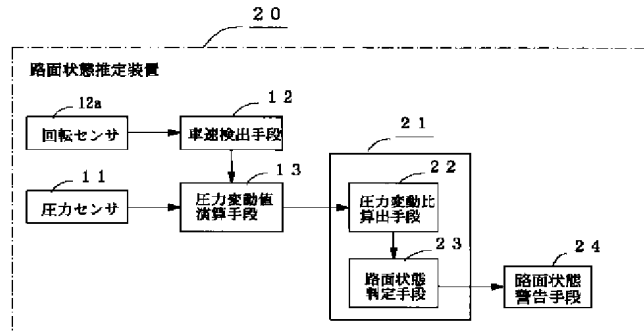 ２０
路面状態推定装置
12a
回転センサ
１２
車速検出手段
１１
圧力センサ
１３
圧力変動値
演算手段
２１
２２
圧力変動比
算出手段
２３
路面状態
判定手段
２４
路面状態
警告手段